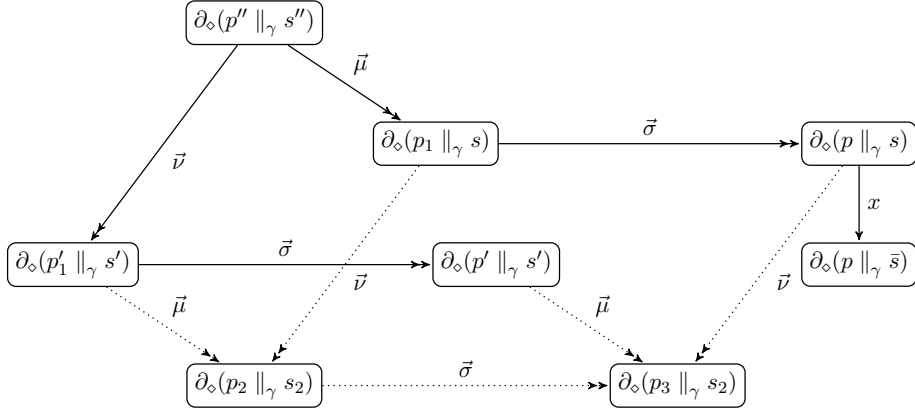 ∂⋄(p′′ ∥γ s′′)
μ⃗
∂⋄(p1 ∥γ s)
σ⃗
∂⋄(p ∥γ s)
ν⃗
x
∂⋄(p′1 ∥γ s′)
σ⃗
∂⋄(p′ ∥γ s′)
∂⋄(p ∥γ s̄)
ν⃗
ν⃗
μ⃗
μ⃗
∂⋄(p2 ∥γ s2)
σ⃗
∂⋄(p3 ∥γ s2)